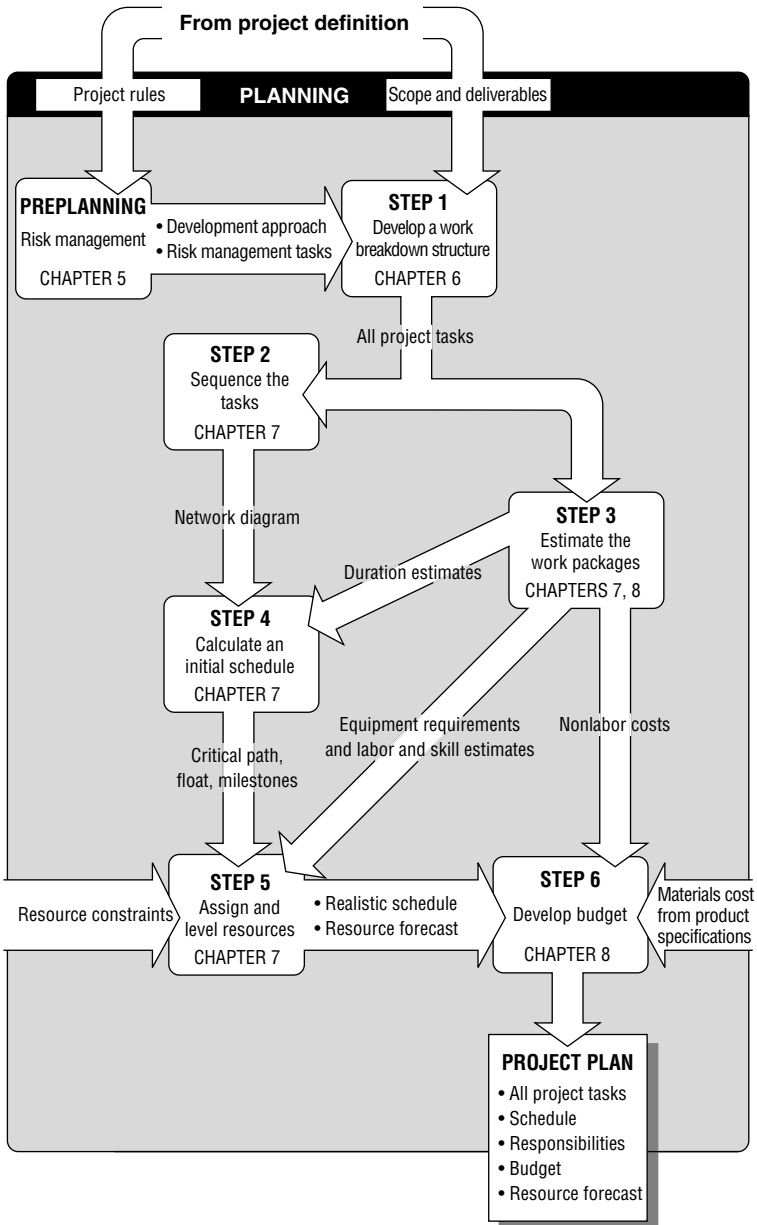 From project definition
Project rules
PLANNING
Scope and deliverables
PREPLANNING
Risk management
CHAPTER 5
• Development approach
• Risk management tasks
STEP 1
Develop a work
breakdown structure
CHAPTER 6
All project tasks
STEP 2
Sequence the
tasks
CHAPTER 7
Network diagram
STEP 3
Estimate the
work packages
CHAPTERS 7, 8
Duration estimates
STEP 4
Calculate an
initial schedule
CHAPTER 7
Equipment requirements
and labor and skill estimates
Nonlabor costs
Critical path,
float, milestones
Resource constraints
STEP 5
Assign and
level resources
CHAPTER 7
• Realistic schedule
• Resource forecast
STEP 6
Develop budget
CHAPTER 8
Materials cost
from product
specifications
PROJECT PLAN
• All project tasks
• Schedule
• Responsibilities
• Budget
• Resource forecast